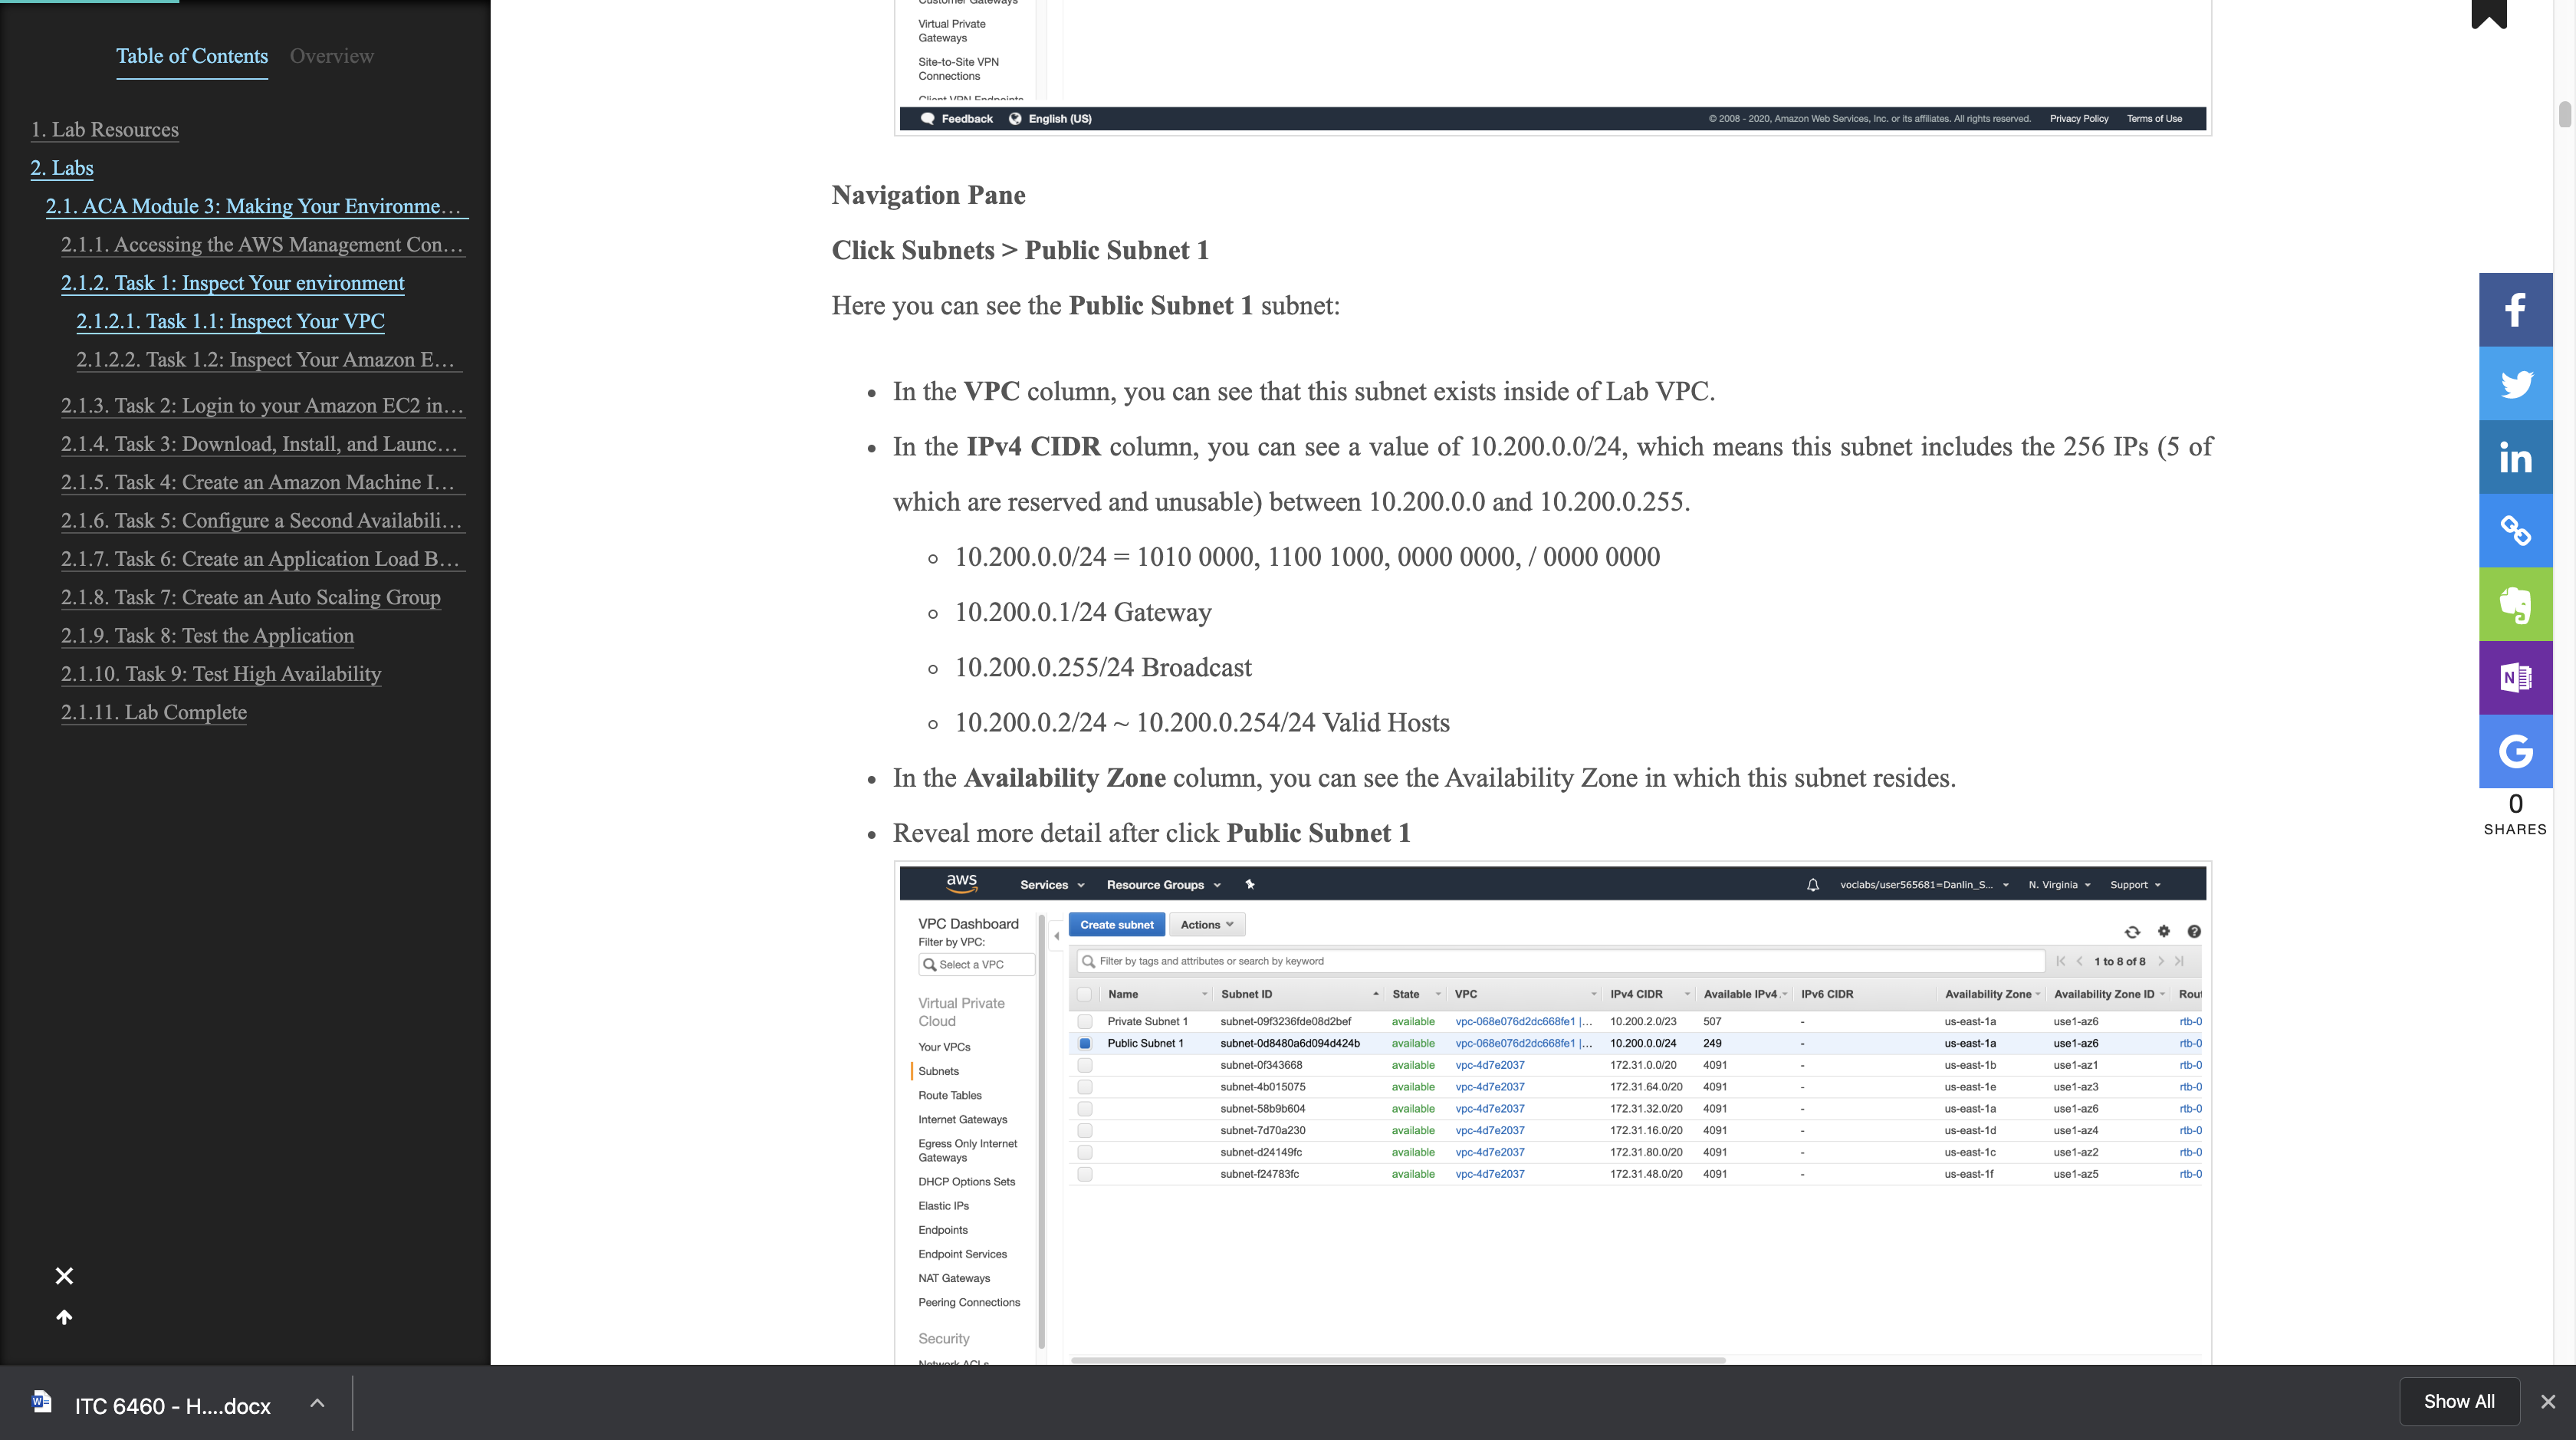 Table of Contents
Overview
1. Lab Resources
2. Labs
2.1. ACA Module 3: Making Your Environme...
2.1.1. Accessing the AWS Management Con...
2.1.2. Task 1: Inspect Your environment
2.1.2.1. Task 1.1: Inspect Your VPC
2.1.2.2. Task 1.2: Inspect Your Amazon E...
2.1.3. Task 2: Login to your Amazon EC2 in...
2.1.4. Task 3: Download, Install, and Launc...
2.1.5. Task 4: Create an Amazon Machine I...
2.1.6. Task 5: Configure a Second Availabili...
2.1.7. Task 6: Create an Application Load B...
2.1.8. Task 7: Create an Auto Scaling Group
2.1.9. Task 8: Test the Application
2.1.10. Task 9: Test High Availability
2.1.11. Lab Complete
Customer Gateways
Virtual Private
Gateways
Site-to-Site VPN
Connections
Client VPN Endpoints
Feedback English (US) © 2008 - 2020, Amazon Web Services, Inc. or its affiliates. All rights reserved. Privacy Policy Terms of Use
Navigation Pane
Click Subnets > Public Subnet 1
Here you can see the Public Subnet 1 subnet:
• In the VPC column, you can see that this subnet exists inside of Lab VPC.
• In the IPv4 CIDR column, you can see a value of 10.200.0.0/24, which means this subnet includes the 256 IPs (5 of
which are reserved and unusable) between 10.200.0.0 and 10.200.0.255.
◦ 10.200.0.0/24 = 1010 0000, 1100 1000, 0000 0000, / 0000 0000
◦ 10.200.0.1/24 Gateway
◦ 10.200.0.255/24 Broadcast
◦ 10.200.0.2/24 ~ 10.200.0.254/24 Valid Hosts
• In the Availability Zone column, you can see the Availability Zone in which this subnet resides.
• Reveal more detail after click Public Subnet 1
aws Services Resource Groups voclabs/user565681=Danlin_S... N. Virginia Support
VPC Dashboard
Filter by VPC:
Select a VPC
Virtual Private
Cloud
Your VPCs
Subnets
Route Tables
Internet Gateways
Egress Only Internet
Gateways
DHCP Options Sets
Elastic IPs
Endpoints
Endpoint Services
NAT Gateways
Peering Connections
Security
Network ACLs
Create subnet Actions
Filter by tags and attributes or search by keyword 1 to 8 of 8
Name Subnet ID State VPC IPv4 CIDR Available IPv4 IPv6 CIDR Availability Zone Availability Zone ID Rout
Private Subnet 1 subnet-09f3236fde08d2bef available vpc-068e076d2dc668fe1 |... 10.200.2.0/23 507 - us-east-1a use1-az6 rtb-0
Public Subnet 1 subnet-0d8480a6d094d424b available vpc-068e076d2dc668fe1 |... 10.200.0.0/24 249 - us-east-1a use1-az6 rtb-0
subnet-0f343668 available vpc-4d7e2037 172.31.0.0/20 4091 - us-east-1b use1-az1 rtb-0
subnet-4b015075 available vpc-4d7e2037 172.31.64.0/20 4091 - us-east-1e use1-az3 rtb-0
subnet-58b9b604 available vpc-4d7e2037 172.31.32.0/20 4091 - us-east-1a use1-az6 rtb-0
subnet-7d70a230 available vpc-4d7e2037 172.31.16.0/20 4091 - us-east-1d use1-az4 rtb-0
subnet-d24149fc available vpc-4d7e2037 172.31.80.0/20 4091 - us-east-1c use1-az2 rtb-0
subnet-f24783fc available vpc-4d7e2037 172.31.48.0/20 4091 - us-east-1f use1-az5 rtb-0
0
SHARES
ITC 6460 - H....docx
Show All